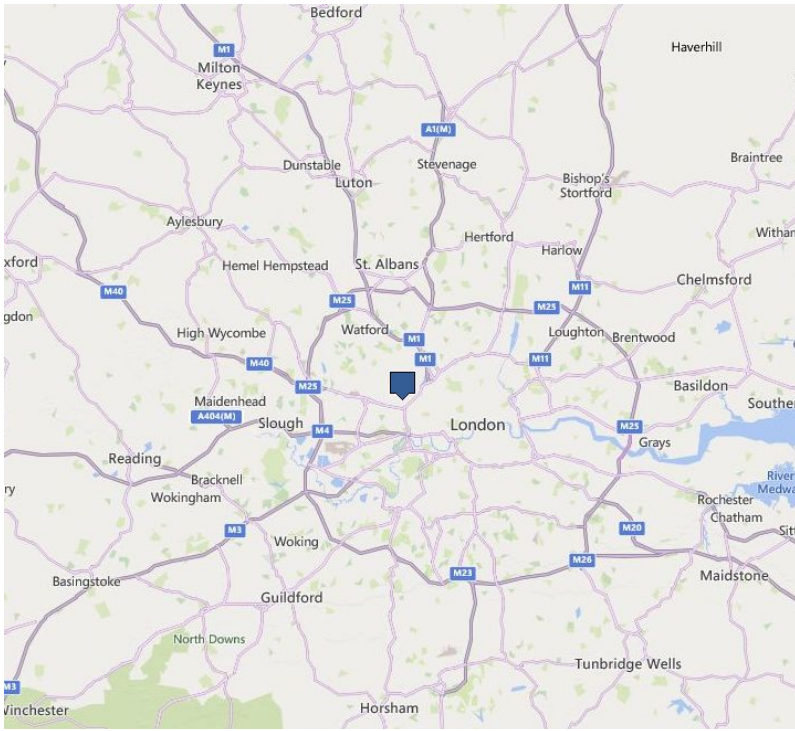 Bedford
Haverhill
M1
Milton
Keynes
A1(M)
Braintree
Dunstable
Stevenage
Luton
Bishop's
Stortford
Aylesbury
Witham
Hertford
Harlow
xford
Hemel Hempstead
St. Albans
Chelmsford
M11
M40
M25
M25
gdon
Watford
High Wycombe
M1
Loughton
Brentwood
M1
M11
M40
M25
Basildon
Maidenhead
Southen
A404(M)
Slough
London
M25
M4
Grays
Reading
River
Medwa
Bracknell
Wokingham
ry
Rochester
Chatham
M3
M20
Sitt
Woking
M26
M23
Maidstone
Basingstoke
Guildford
North Downs
Tunbridge Wells
M3
Winchester
Horsham